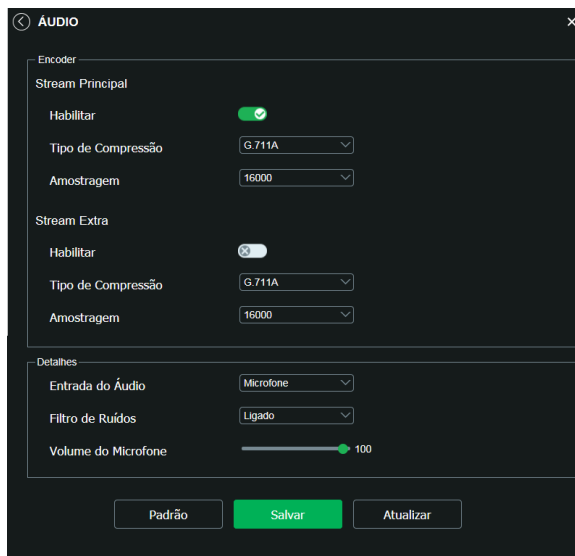 ÁUDIO
Encoder
Stream Principal
Habilitar
Tipo de Compressão G.711A
Amostragem 16000
Stream Extra
Habilitar
Tipo de Compressão G.711A
Amostragem 16000
Detalhes
Entrada do Áudio Microfone
Filtro de Ruídos Ligado
Volume do Microfone 100
Padrão Salvar Atualizar